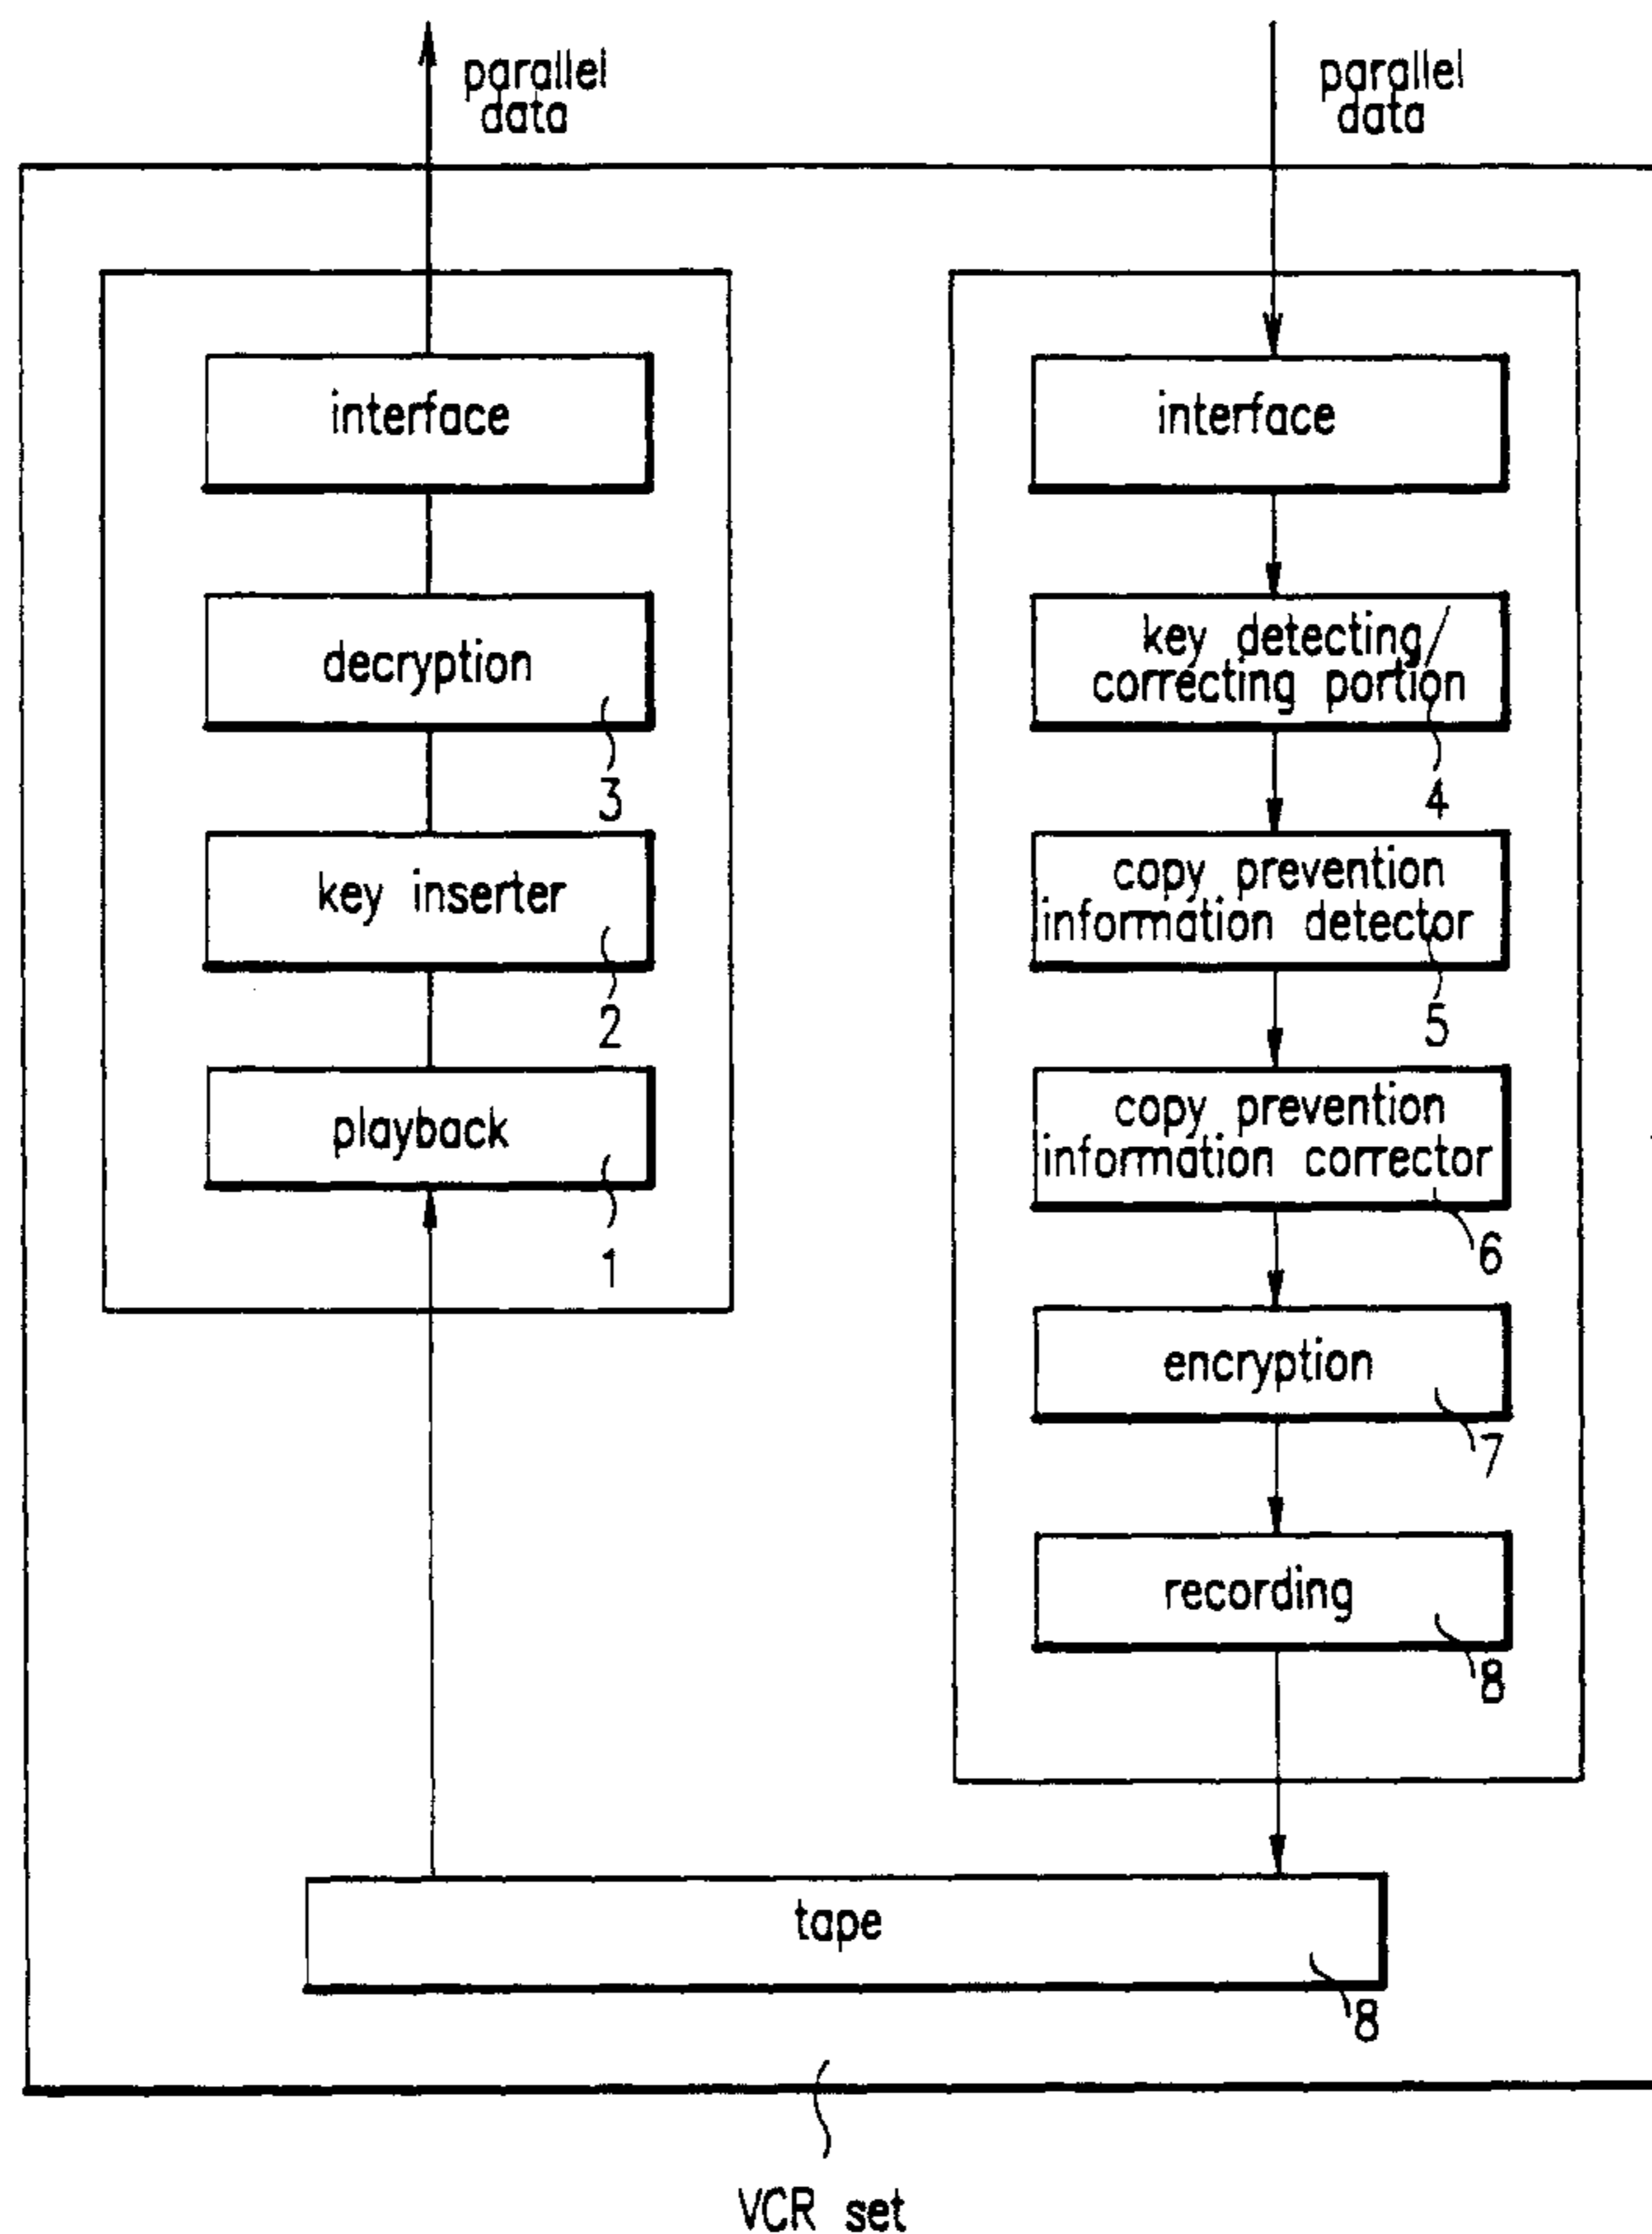 parallel
data
parallel
data
interface
decryption
3
key inserter
2
playback
1
interface
key detecting/
correcting portion
4
copy prevention
information detector
5
copy prevention
information corrector
6
encryption
7
recording
8
tape
8
VCR set